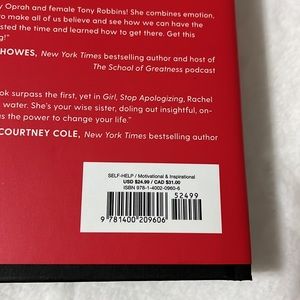 y Oprah and female Tony Robbins! She combines emotion,
to make all of us believe and see how we can have the
sted the time and learned how to get there. Get this
g!"
HOWES, New York Times bestselling author and host of
The School of Greatness podcast
ok surpass the first, yet in Girl, Stop Apologizing, Rachel
water. She's your wise sister, doling out insightful, on-
as the power to change your life."
COURTNEY COLE, New York Times bestselling author
SELF-HELP / Motivational & Inspirational
USD $24.99 / CAD $31.00
ISBN 978-1-4002-0960-6
52499
9 781400 209606